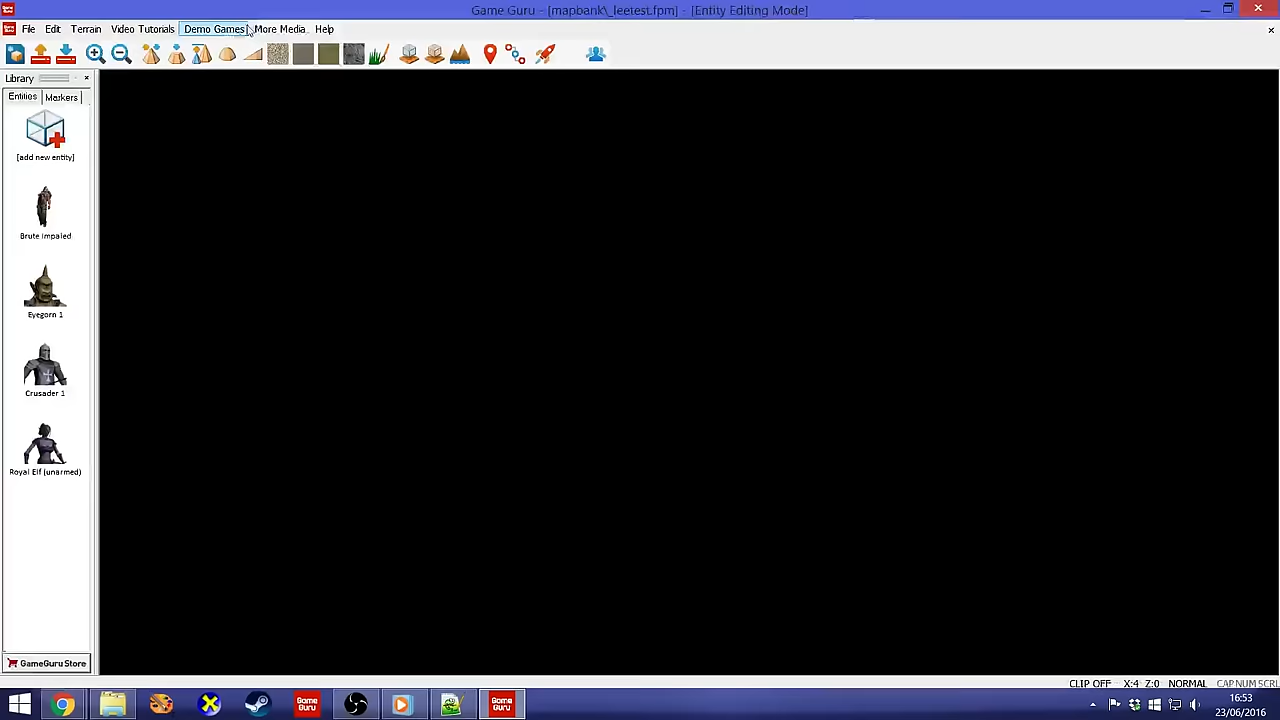 Game Guru - [mapbank\_leetest.fpm] - [Entity Editing Mode]
File Edit Terrain Video Tutorials Demo Games More Media Help
Library
Entities Markers
[add new entity]
Brute Impaled
Eyegorn 1
Crusader 1
Royal Elf (unarmed)
GameGuru Store
CLIP OFF X:4 Z:0 NORMAL CAP NUM SCRL
16:53
23/06/2016